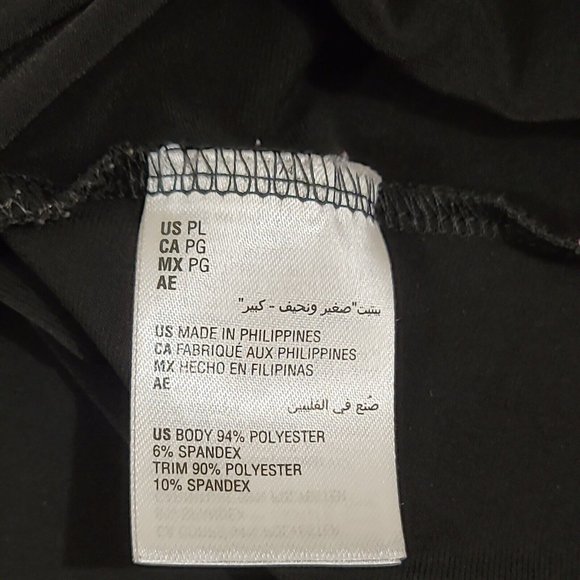 US PL
CA PG
MX PG
AE
بيتيت"صغير ونحيف - كبير"
US MADE IN PHILIPPINES
CA FABRIQUÉ AUX PHILIPPINES
MX HECHO EN FILIPINAS
AE
صُنع في الفلبين
US BODY 94% POLYESTER
6% SPANDEX
TRIM 90% POLYESTER
10% SPANDEX